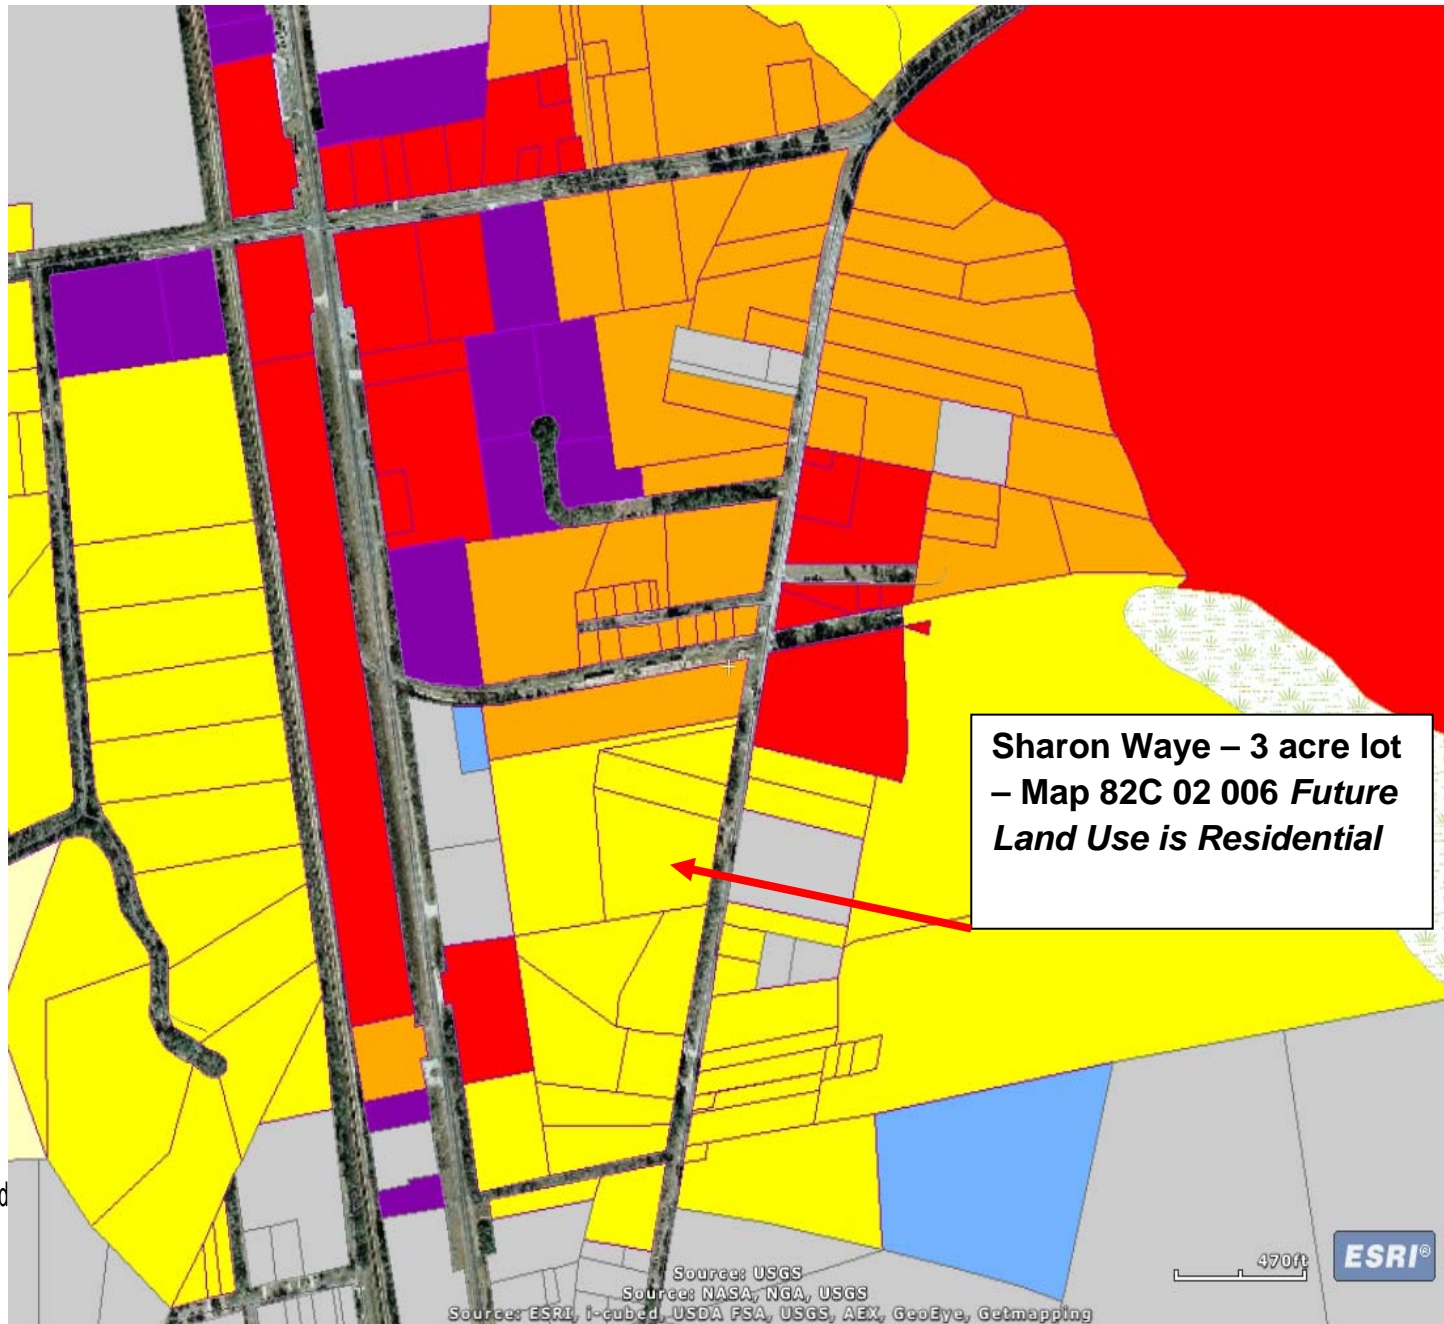 Sharon Waye – 3 acre lot
– Map 82C 02 006 Future
Land Use is Residential
d
470ft
ESRI®
Source: USGS
Source: NASA, NGA, USGS
Source: ESRI, i-cubed, USDA FSA, USGS, AEX, GeoEye, Getmapping